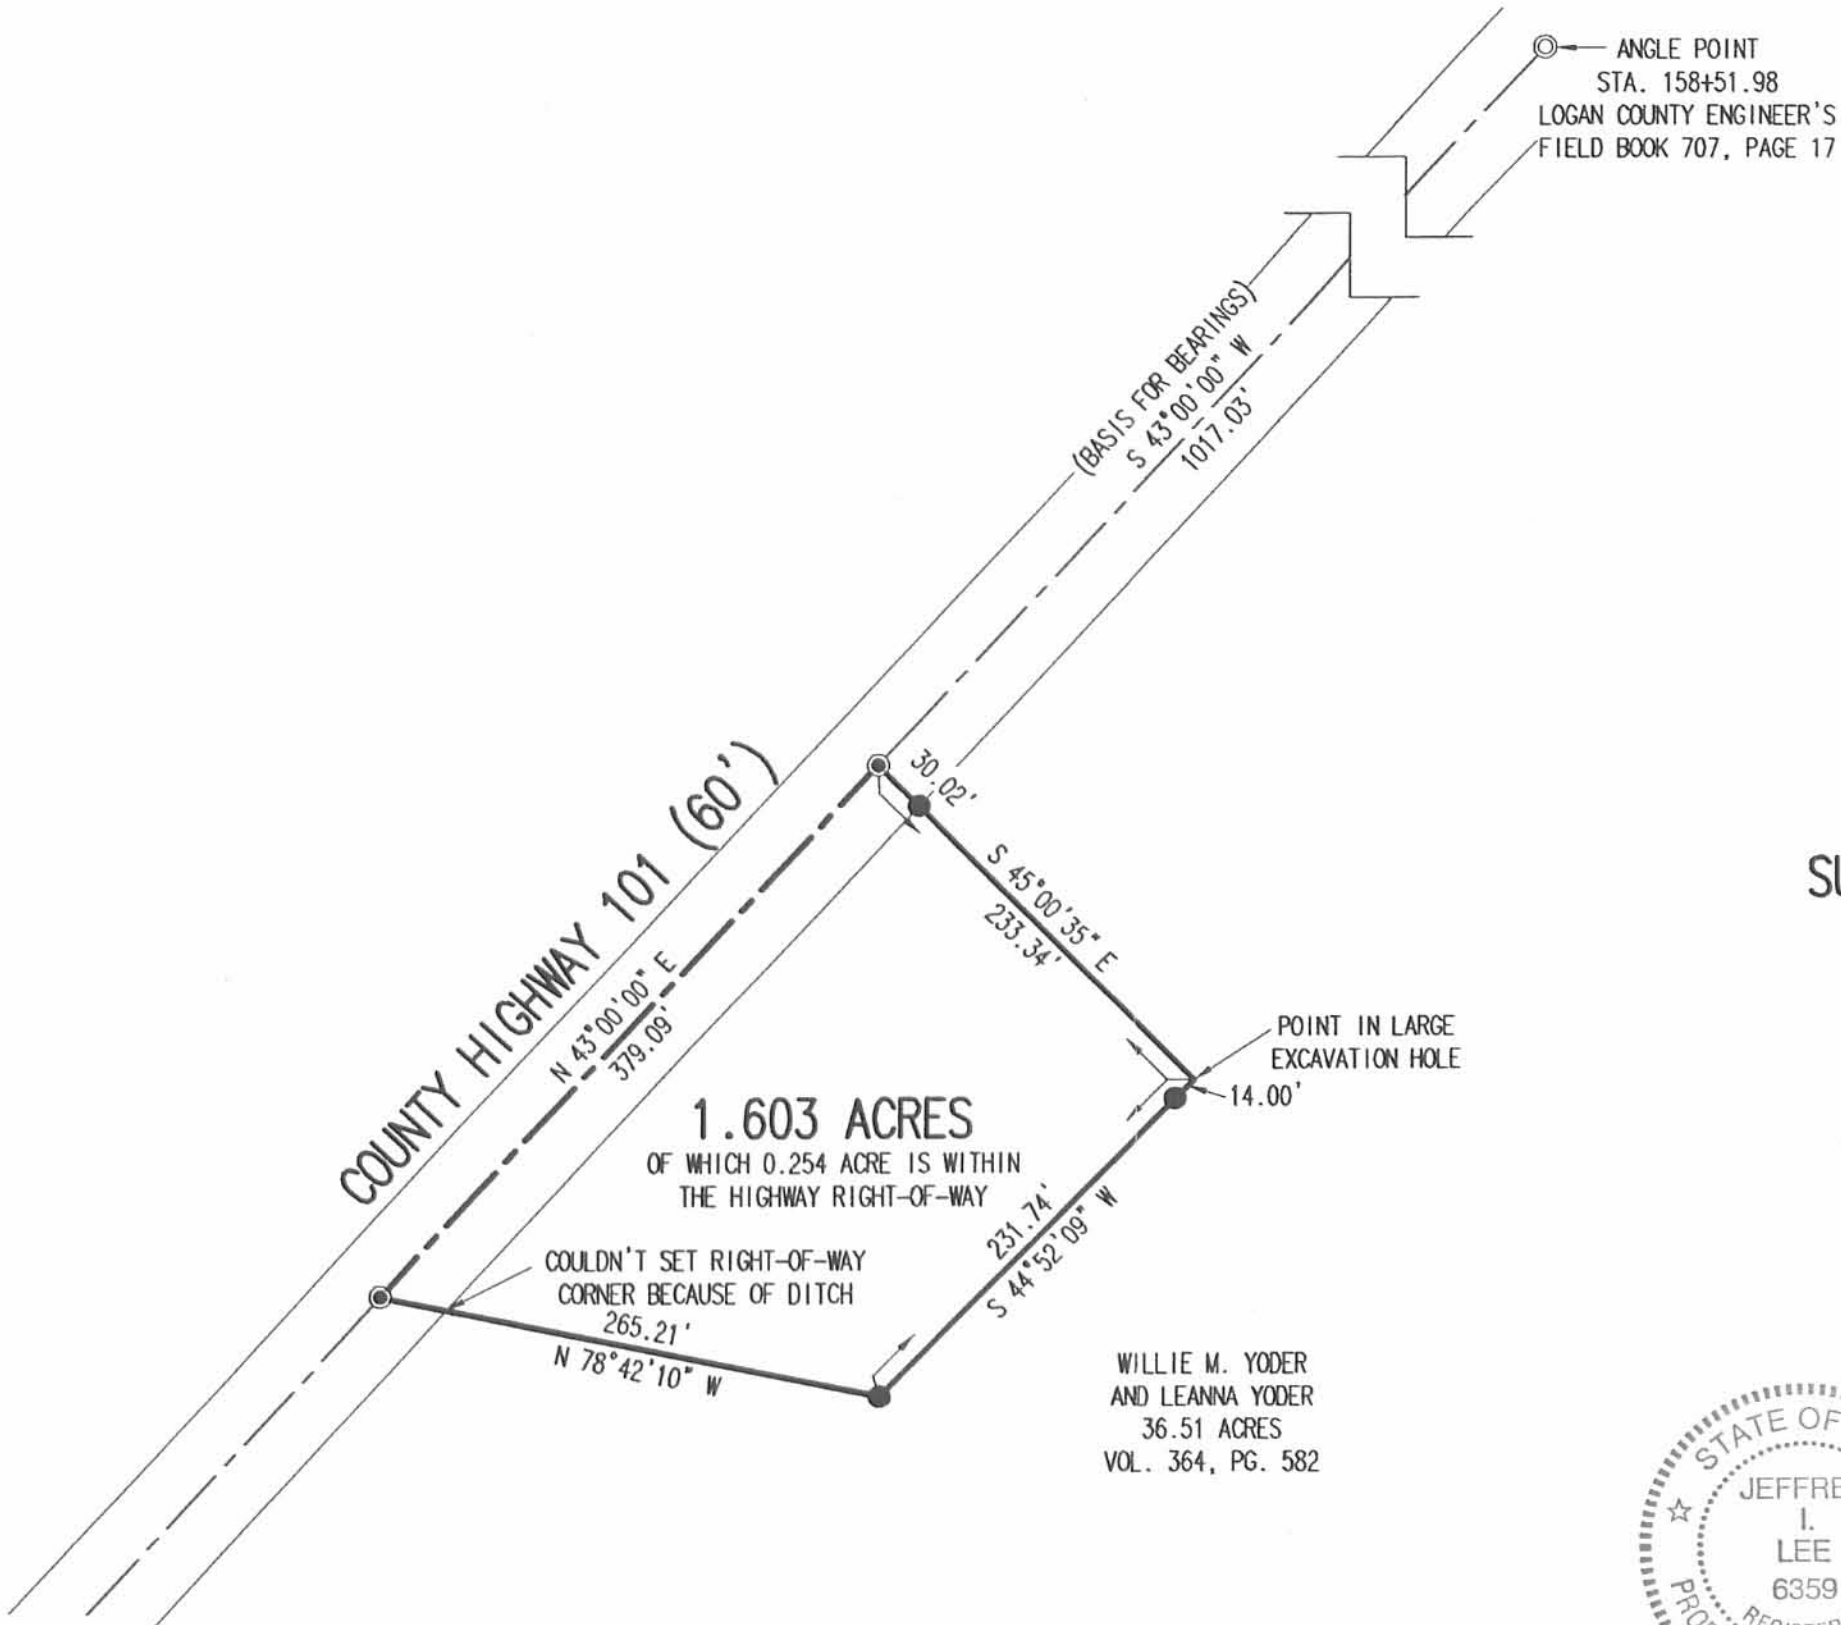 ANGLE POINT
STA. 158+51.98
LOGAN COUNTY ENGINEER'S
FIELD BOOK 707, PAGE 17
(BASIS FOR BEARINGS)
S 43°00'00" W
1017.03'
30.02'
COUNTY HIGHWAY 101 (60')
S 45°00'35" E
233.34'
N 43°00'00" E
379.09'
POINT IN LARGE
EXCAVATION HOLE
14.00'
1.603 ACRES
OF WHICH 0.254 ACRE IS WITHIN
THE HIGHWAY RIGHT-OF-WAY
231.74'
S 44°52'09" W
COULDN'T SET RIGHT-OF-WAY
CORNER BECAUSE OF DITCH
265.21'
N 78°42'10" W
WILLIE M. YODER
AND LEANNA YODER
36.51 ACRES
VOL. 364, PG. 582
STATE OF
JEFFRE
I.
LEE
6359